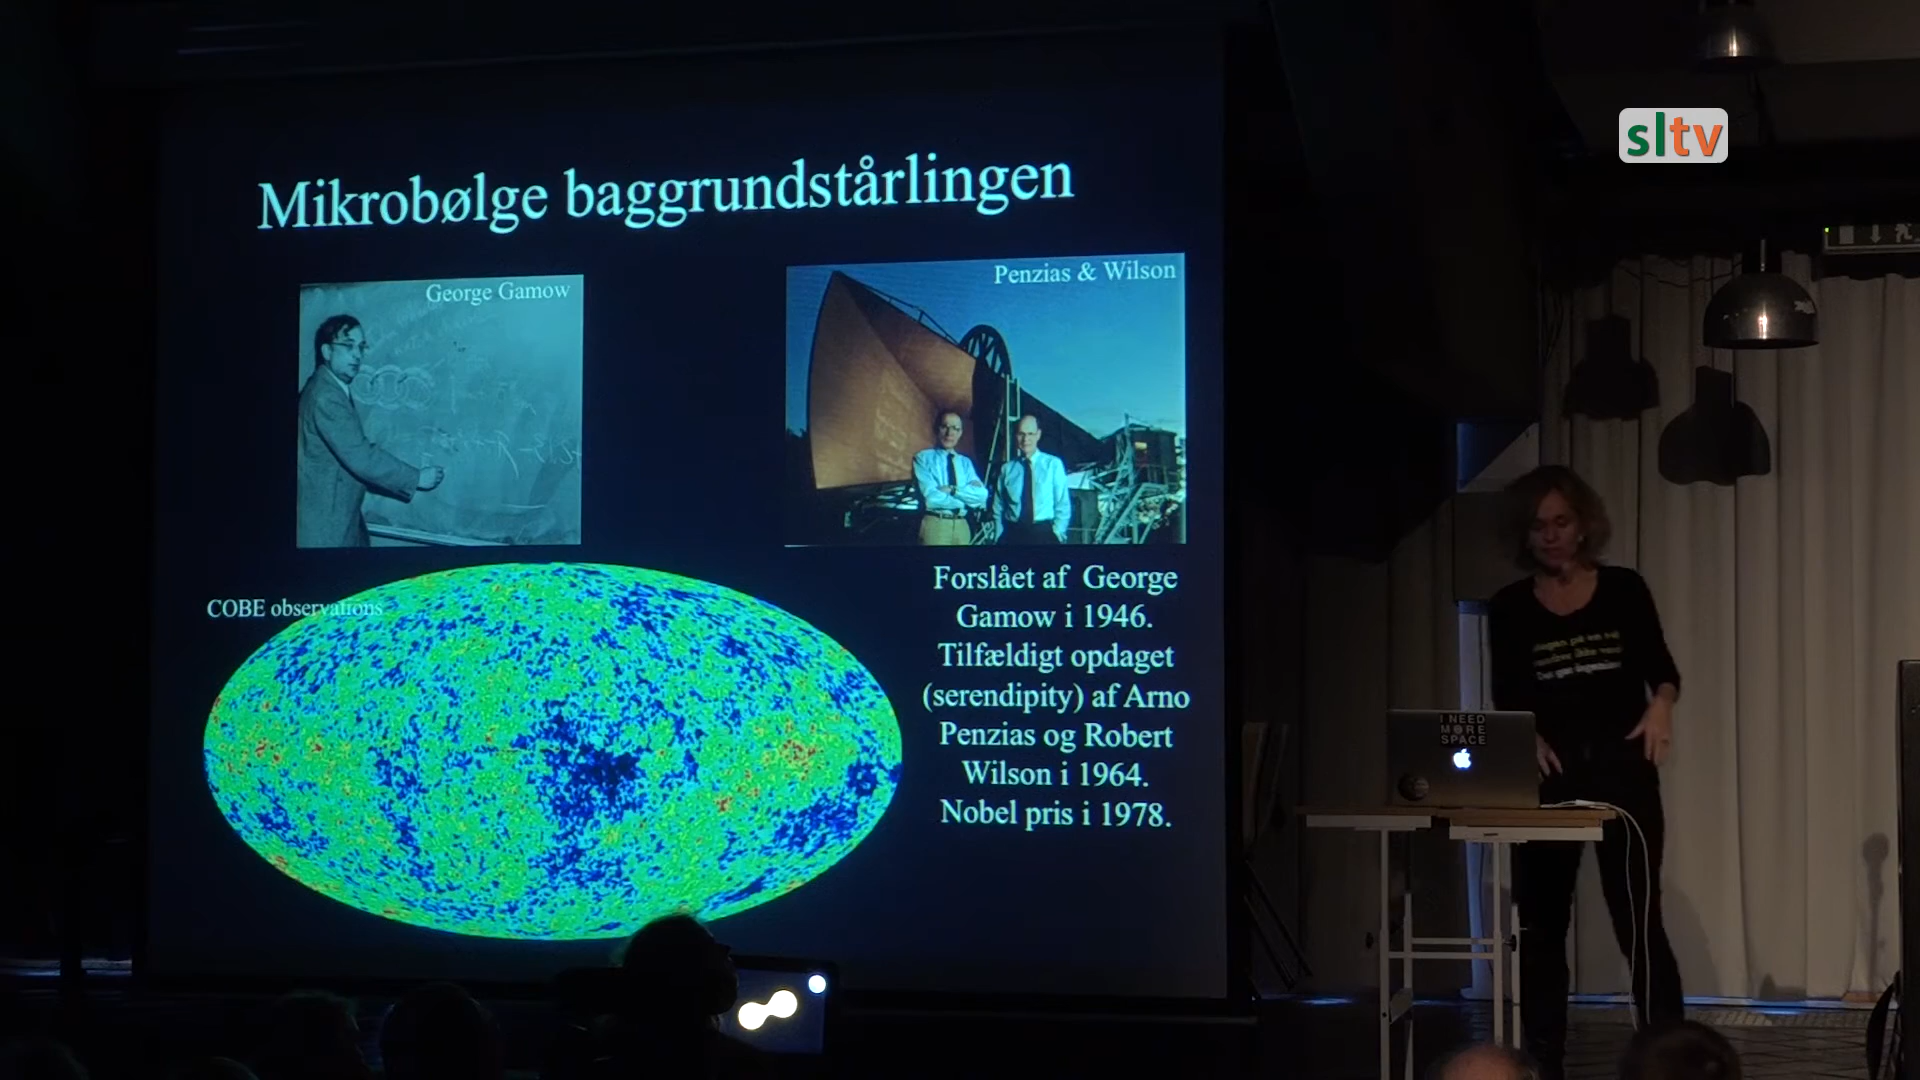 sltv
Mikrobølge baggrundstårlingen
George Gamow
Penzias & Wilson
COBE observations
Forslået af George
Gamow i 1946.
Tilfældigt opdaget
(serendipity) af Arno
Penzias og Robert
Wilson i 1964.
Nobel pris i 1978.
I NEED
MORE
SPACE